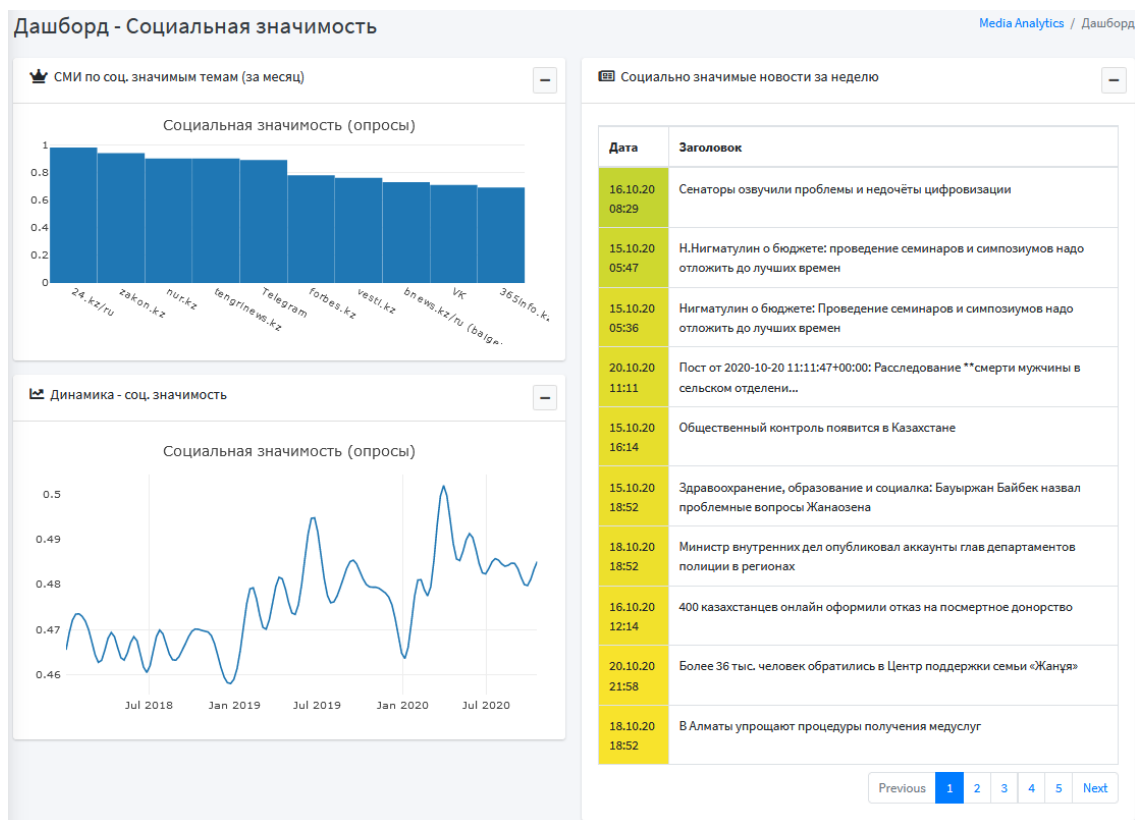 Дашборд - Социальная значимость
Media Analytics / Дашборд
СМИ по соц. значимым темам (за месяц)
Социальная значимость (опросы)
1
0.8
0.6
0.4
0.2
0
24.kz/ru
zakon.kz
nur.kz
tengrinews.kz
Telegram
forbes.kz
vesti.kz
bnews.kz/ru (baige
VK
365info.k
Динамика - соц. значимость
Социальная значимость (опросы)
0.5
0.49
0.48
0.47
0.46
Jul 2018
Jan 2019
Jul 2019
Jan 2020
Jul 2020
Социально значимые новости за неделю
Дата Заголовок
16.10.20 Сенаторы озвучили проблемы и недочёты цифровизации
08:29
15.10.20 Н.Нигматулин о бюджете: проведение семинаров и симпозиумов надо
05:47 отложить до лучших времен
15.10.20 Нигматулин о бюджете: Проведение семинаров и симпозиумов надо
05:36 отложить до лучших времен
20.10.20 Пост от 2020-10-20 11:11:47+00:00: Расследование **смерти мужчины в
11:11 сельском отделени...
15.10.20 Общественный контроль появится в Казахстане
16:14
15.10.20 Здравоохранение, образование и социалка: Бауыржан Байбек назвал
18:52 проблемные вопросы Жанаозена
18.10.20 Министр внутренних дел опубликовал аккаунты глав департаментов
18:52 полиции в регионах
16.10.20 400 казахстанцев онлайн оформили отказ на посмертное донорство
12:14
20.10.20 Более 36 тыс. человек обратились в Центр поддержки семьи «Жанұя»
21:58
18.10.20 В Алматы упрощают процедуры получения медуслуг
18:52
Previous 1 2 3 4 5 Next